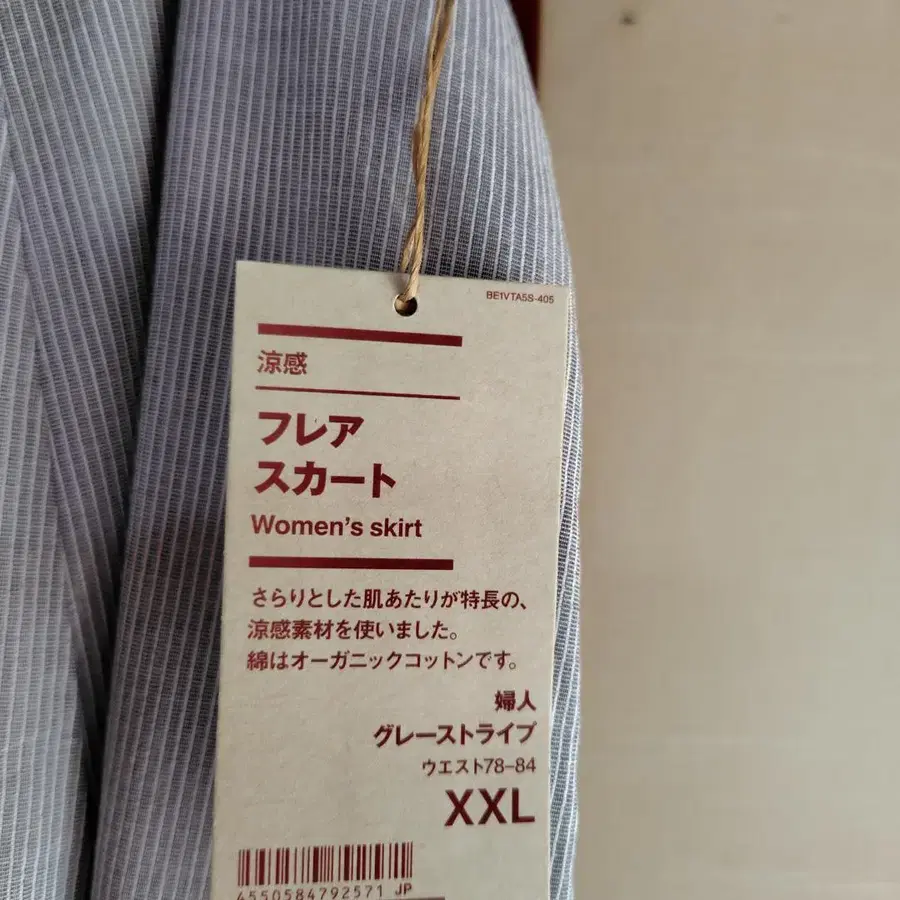 BE1VTA5S-405
涼感
フレア
スカート
Women's skirt
さらりとした肌あたりが特長の、
涼感素材を使いました。
綿はオーガニックコットンです。
婦人
グレーストライプ
ウエスト78-84
XXL
4550584792571 JP